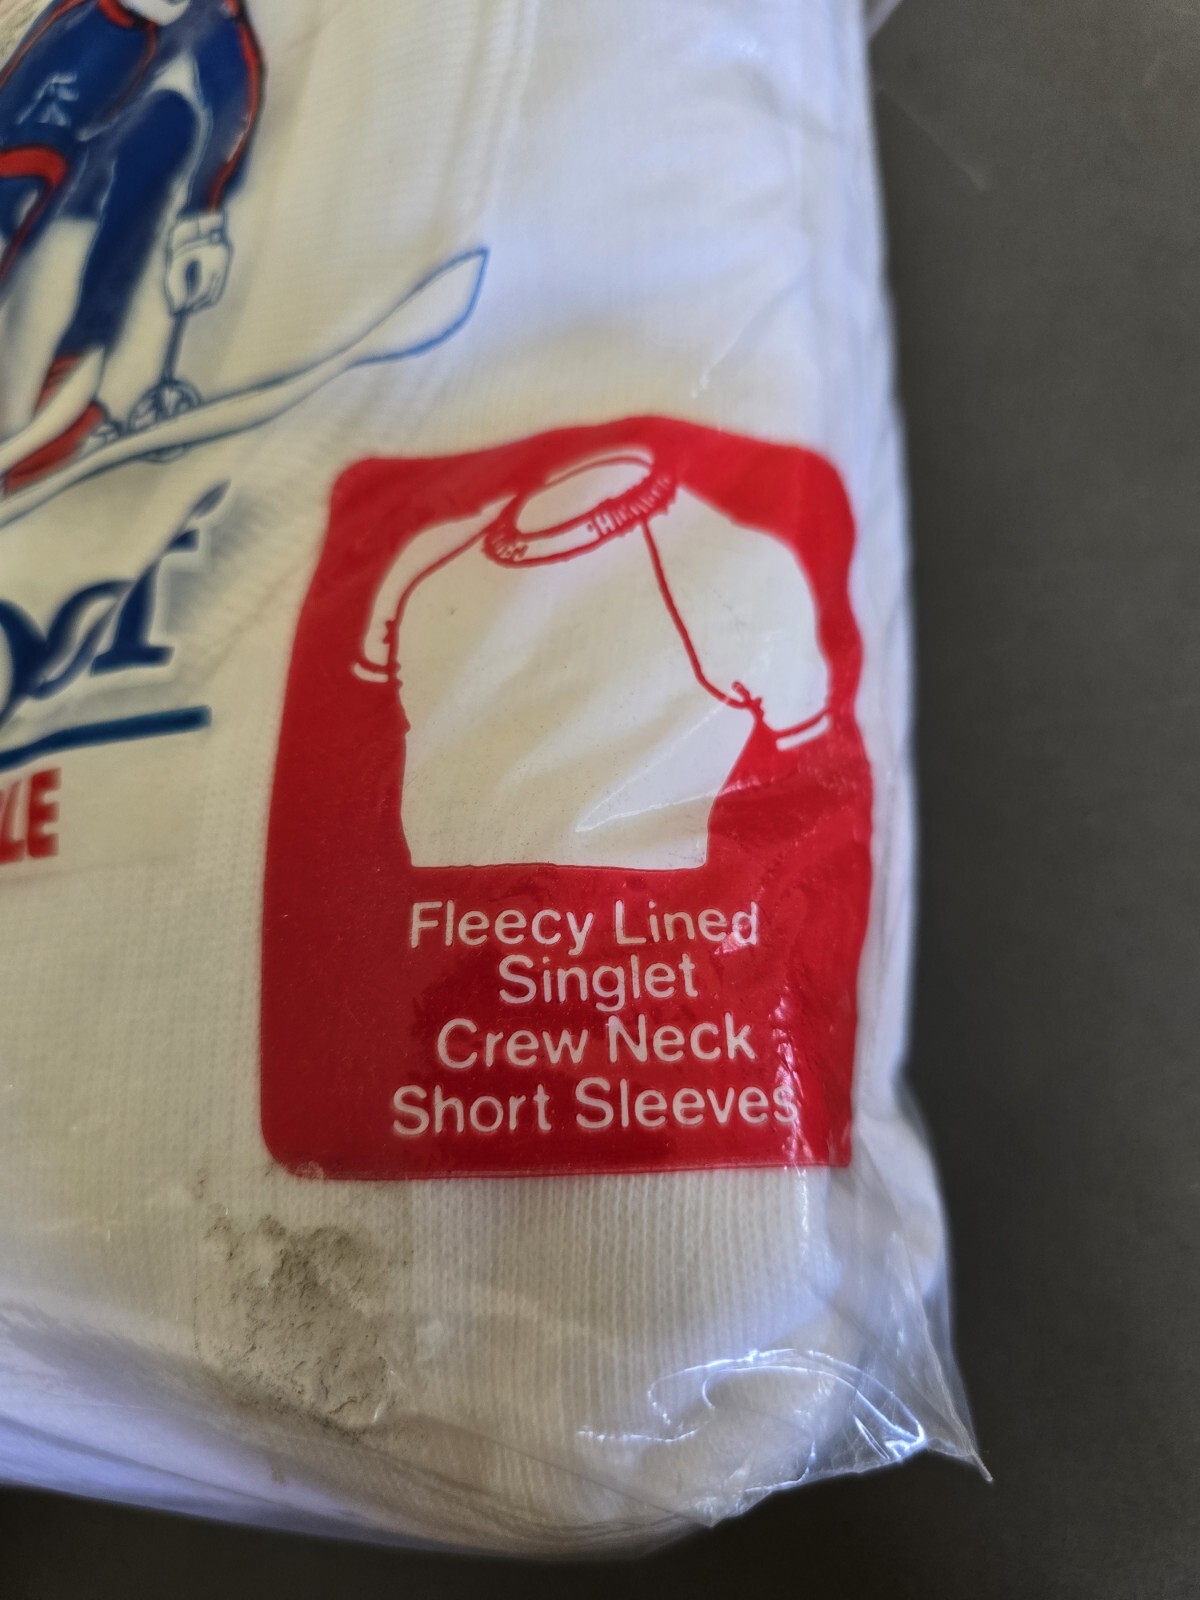 Fleecy Lined
Singlet
Crew Neck
Short Sleeves